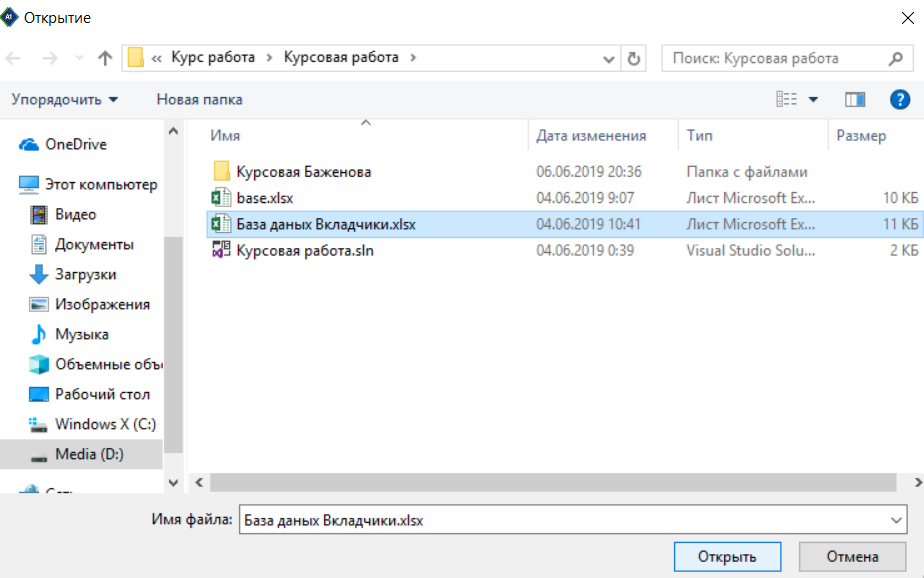 A1 Открытие
« Курс работа › Курсовая работа ›
Поиск: Курсовая работа
Упорядочить
Новая папка
?
OneDrive
Этот компьютер
Видео
Документы
Загрузки
Изображения
Музыка
Объемные объ
Рабочий стол
Windows X (C:)
Media (D:)
Имя Дата изменения Тип Размер
Курсовая Баженова 06.06.2019 20:36 Папка с файлами
base.xlsx 04.06.2019 9:07 Лист Microsoft Ex... 10 КБ
База даных Вкладчики.xlsx 04.06.2019 10:41 Лист Microsoft Ex... 11 КБ
Курсовая работа.sln 04.06.2019 0:39 Visual Studio Solu... 2 КБ
Имя файла: База даных Вкладчики.xlsx
Открыть
Отмена